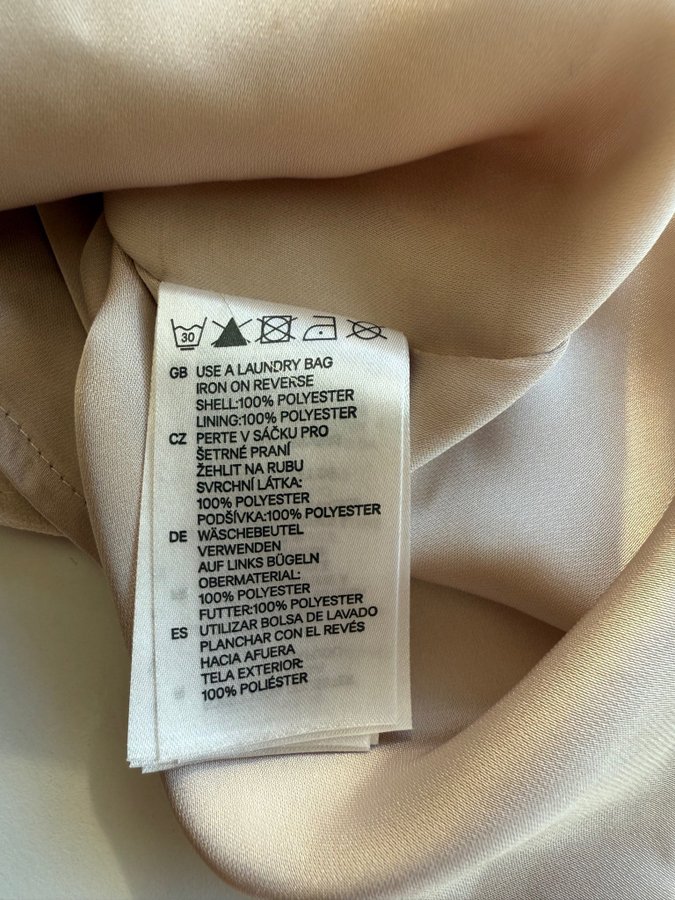 30
GB USE A LAUNDRY BAG
IRON ON REVERSE
SHELL:100% POLYESTER
LINING:100% POLYESTER
CZ PERTE V SÁČKU PRO
ŠETRNÉ PRANÍ
ŽEHLIT NA RUBU
SVRCHNÍ LÁTKA:
100% POLYESTER
PODŠÍVKA:100% POLYESTER
DE WÄSCHEBEUTEL
VERWENDEN
AUF LINKS BÜGELN
OBERMATERIAL:
100% POLYESTER
FUTTER:100% POLYESTER
ES UTILIZAR BOLSA DE LAVADO
PLANCHAR CON EL REVÉS
HACIA AFUERA
TELA EXTERIOR:
100% POLIÉSTER